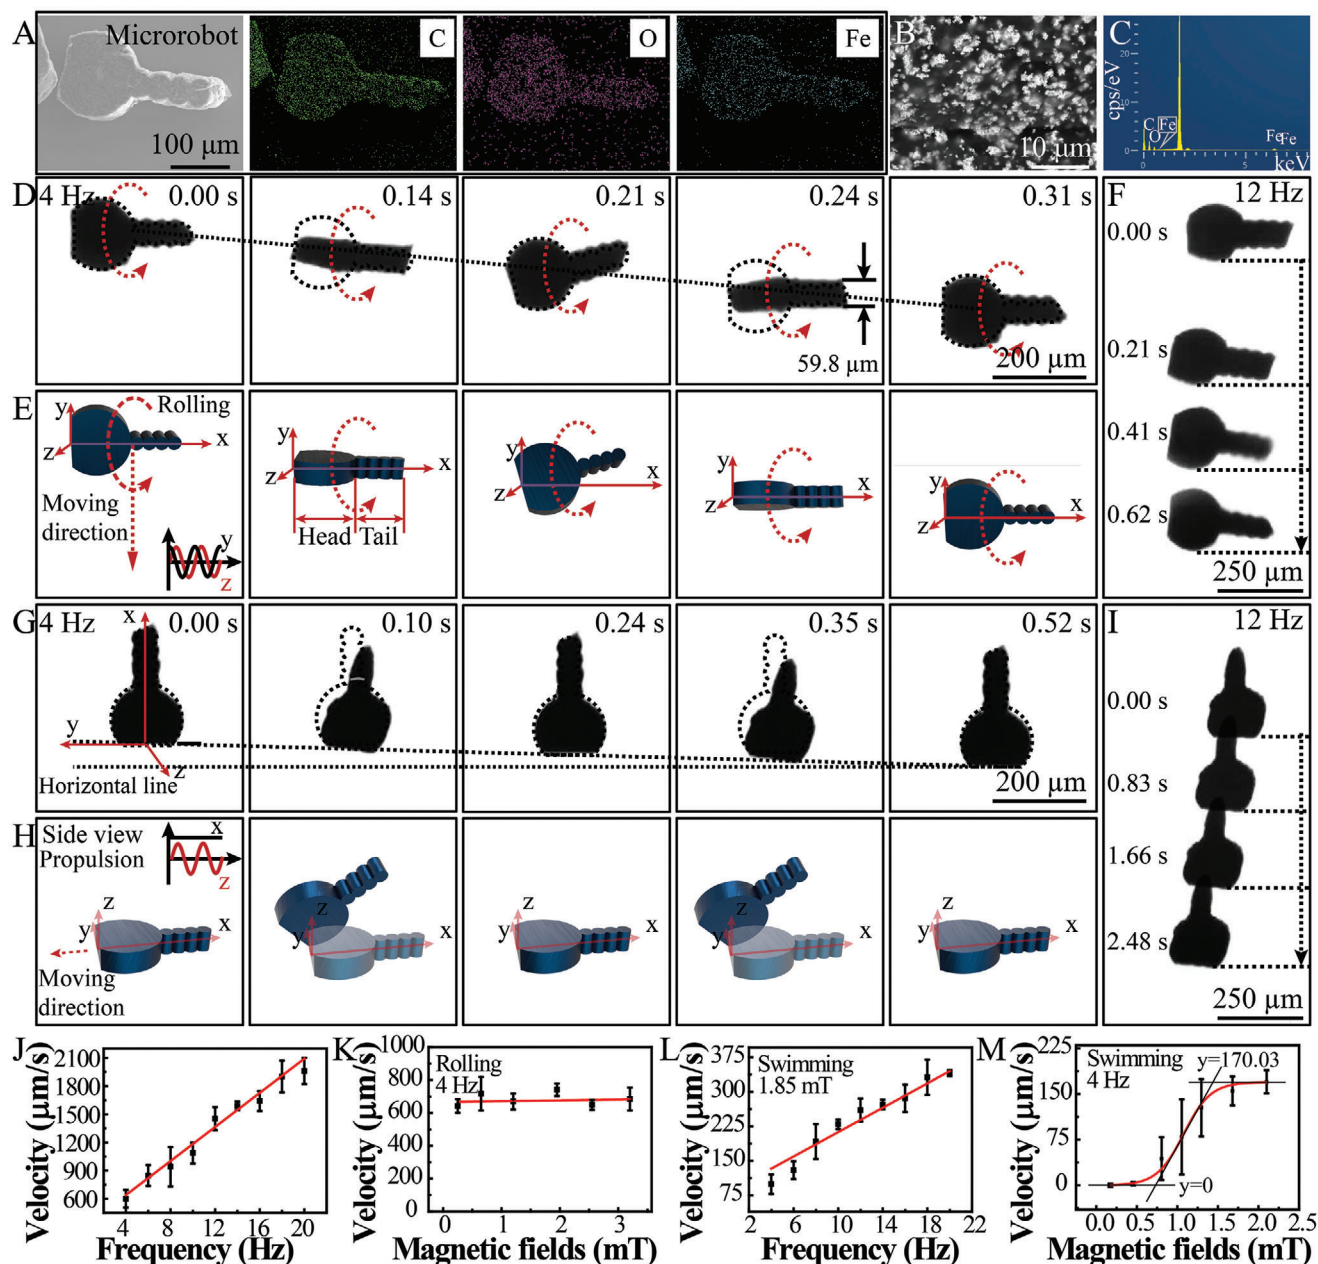 A
Microrobot
C
O
Fe
100 µm
B
10 µm
C
cps/eV
20
10
0
C
O
Fe
Fe
Fe
5
keV
D
4 Hz
0.00 s
0.14 s
0.21 s
0.24 s
0.31 s
59.8 µm
200 µm
F
12 Hz
0.00 s
0.21 s
0.41 s
0.62 s
250 µm
E
y
Rolling
x
z
Moving
direction
y
z
y
x
z
Head
Tail
y
x
z
y
x
z
y
x
z
G
4 Hz
0.00 s
0.10 s
0.24 s
0.35 s
0.52 s
x
y
z
Horizontal line
200 µm
I
12 Hz
0.00 s
0.83 s
1.66 s
2.48 s
250 µm
H
Side view
Propulsion
x
z
z
y
x
Moving
direction
z
y
x
z
y
x
z
y
x
z
y
x
J
Velocity (µm/s)
2100
1800
1500
1200
900
600
4
8
12
16
20
Frequency (Hz)
K
Rolling
4 Hz
Velocity (µm/s)
1000
800
600
400
200
0
0
1
2
3
Magnetic fields (mT)
L
Swimming
1.85 mT
Velocity (µm/s)
375
300
225
150
75
2
6
10
14
18
22
Frequency (Hz)
M
Swimming
4 Hz
y=170.03
y=0
Velocity (µm/s)
225
150
75
0
0.0
0.5
1.0
1.5
2.0
2.5
Magnetic fields (mT)